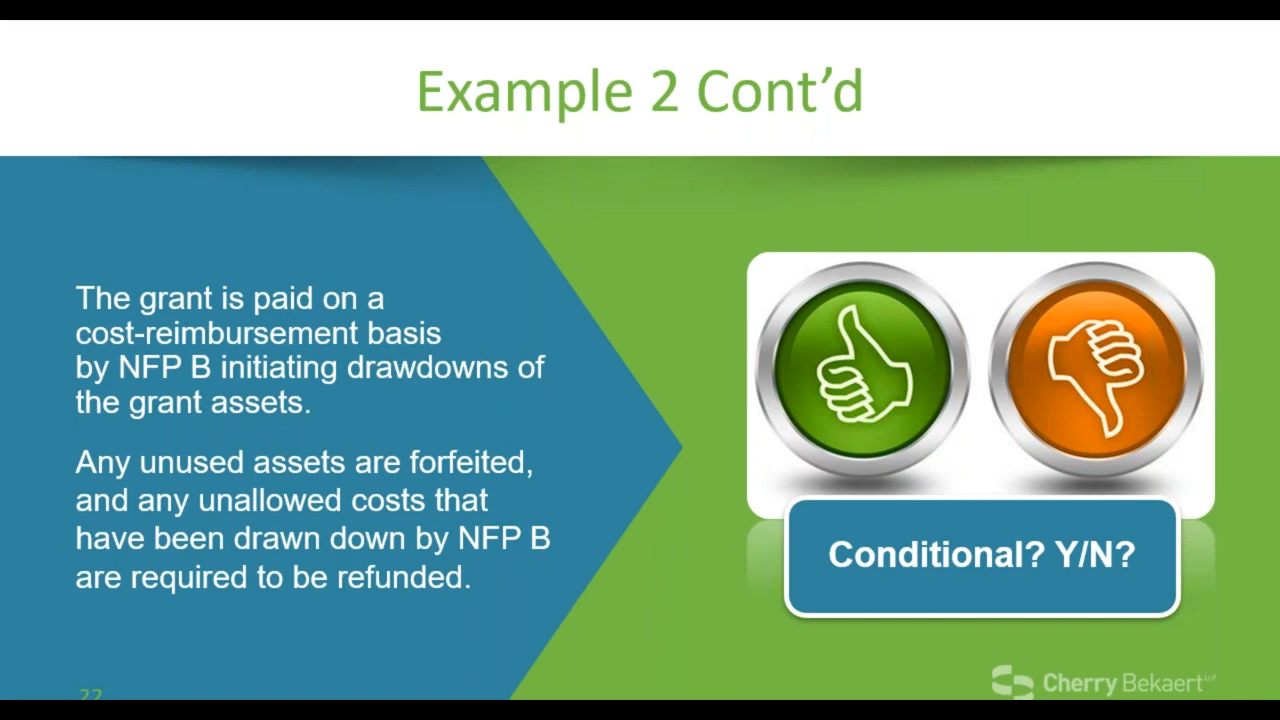 Example 2 Cont’d
The grant is paid on a
cost-reimbursement basis
by NFP B initiating drawdowns of
the grant assets.
Any unused assets are forfeited,
and any unallowed costs that
have been drawn down by NFP B
are required to be refunded.
Conditional? Y/N?
22
Cherry Bekaert LLP